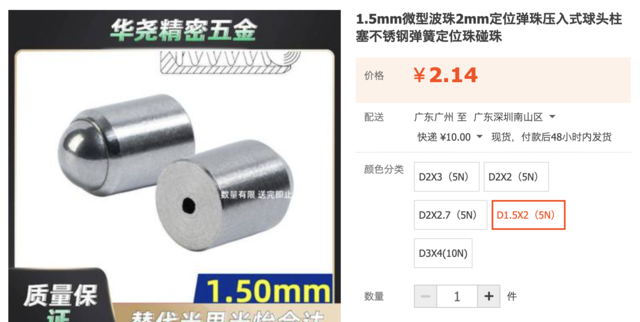 华尧精密五金
数量有限 送完即止
1.50mm
质量保
证
1.5mm微型波珠2mm定位弹珠压入式球头柱
塞不锈钢弹簧定位珠碰珠
价格
¥2.14
配送
广东广州 至 广东深圳南山区
快递 ¥10.00 现货，付款后48小时内发货
颜色分类
D2X3（5N）
D2X2（5N）
D2X2.7（5N）
D1.5X2（5N）
D3X4(10N)
数量
− 1 + 件